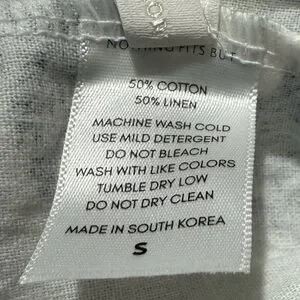 NOTHING FITS BUT
50% COTTON
50% LINEN
MACHINE WASH COLD
USE MILD DETERGENT
DO NOT BLEACH
WASH WITH LIKE COLORS
TUMBLE DRY LOW
DO NOT DRY CLEAN
MADE IN SOUTH KOREA
S